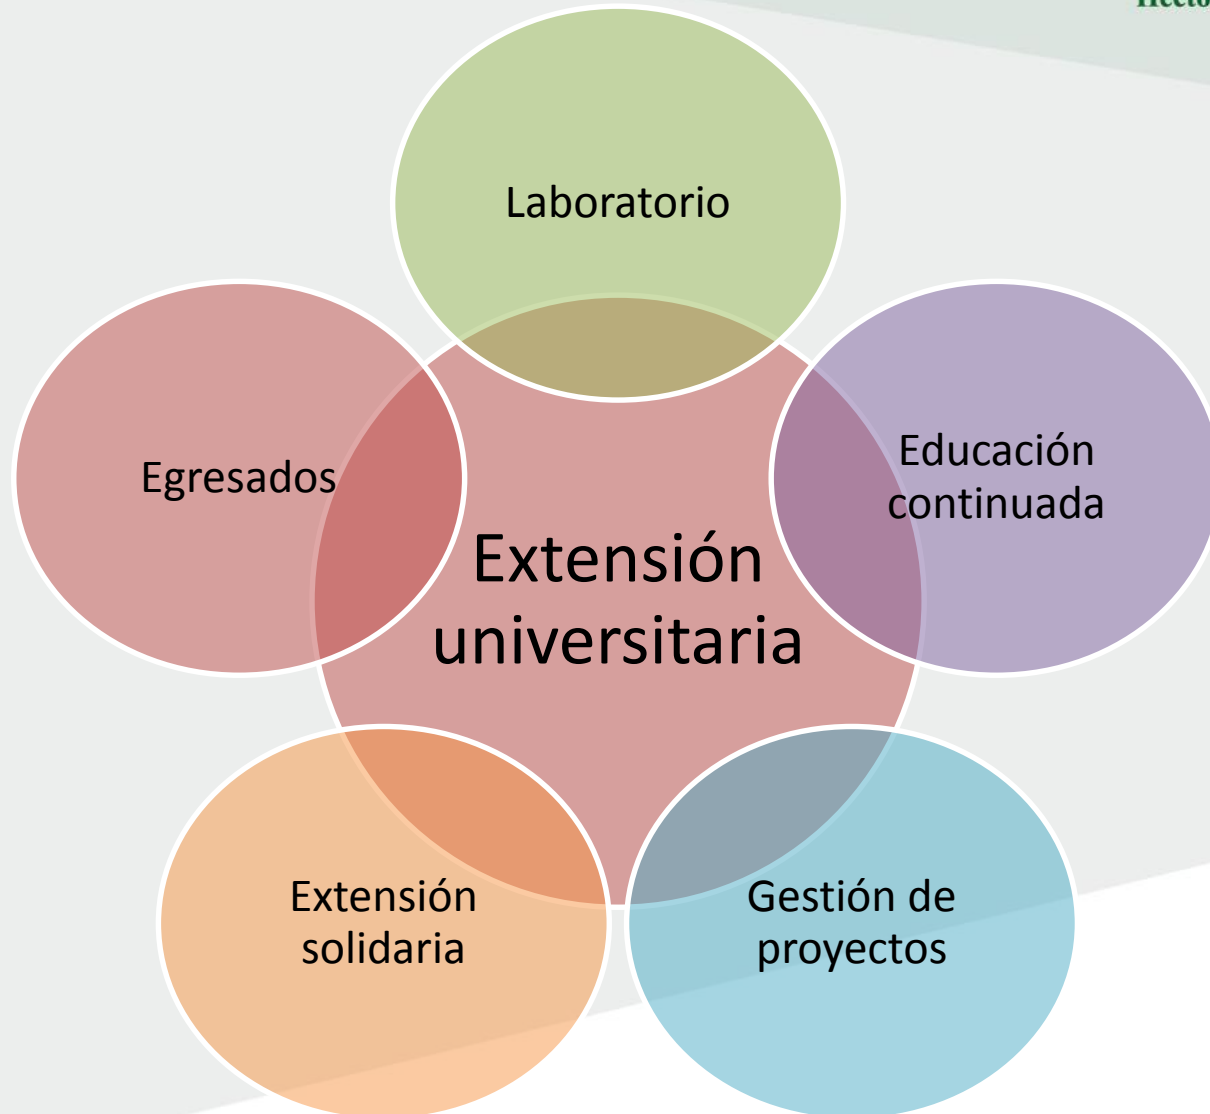 Laboratorio
Egresados
Educación
continuada
Extensión
universitaria
Extensión
solidaria
Gestión de
proyectos